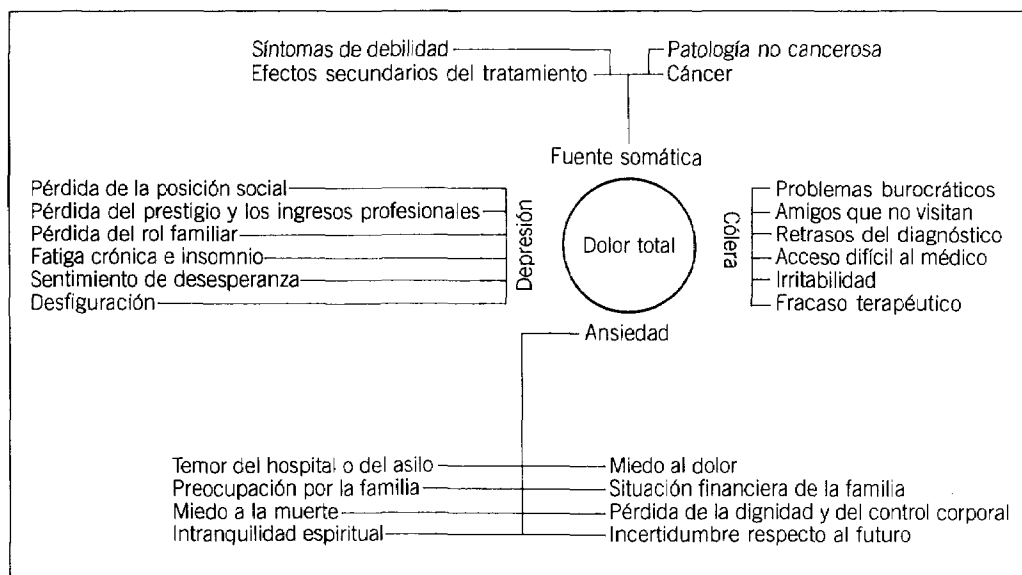 Síntomas de debilidad
Efectos secundarios del tratamiento
Patología no cancerosa
Cáncer
Fuente somática
Pérdida de la posición social
Pérdida del prestigio y los ingresos profesionales
Pérdida del rol familiar
Fatiga crónica e insomnio
Sentimiento de desesperanza
Desfiguración
Depresión
Dolor total
Cólera
Problemas burocráticos
Amigos que no visitan
Retrasos del diagnóstico
Acceso difícil al médico
Irritabilidad
Fracaso terapéutico
Ansiedad
Temor del hospital o del asilo
Preocupación por la familia
Miedo a la muerte
Intranquilidad espiritual
Miedo al dolor
Situación financiera de la familia
Pérdida de la dignidad y del control corporal
Incertidumbre respecto al futuro